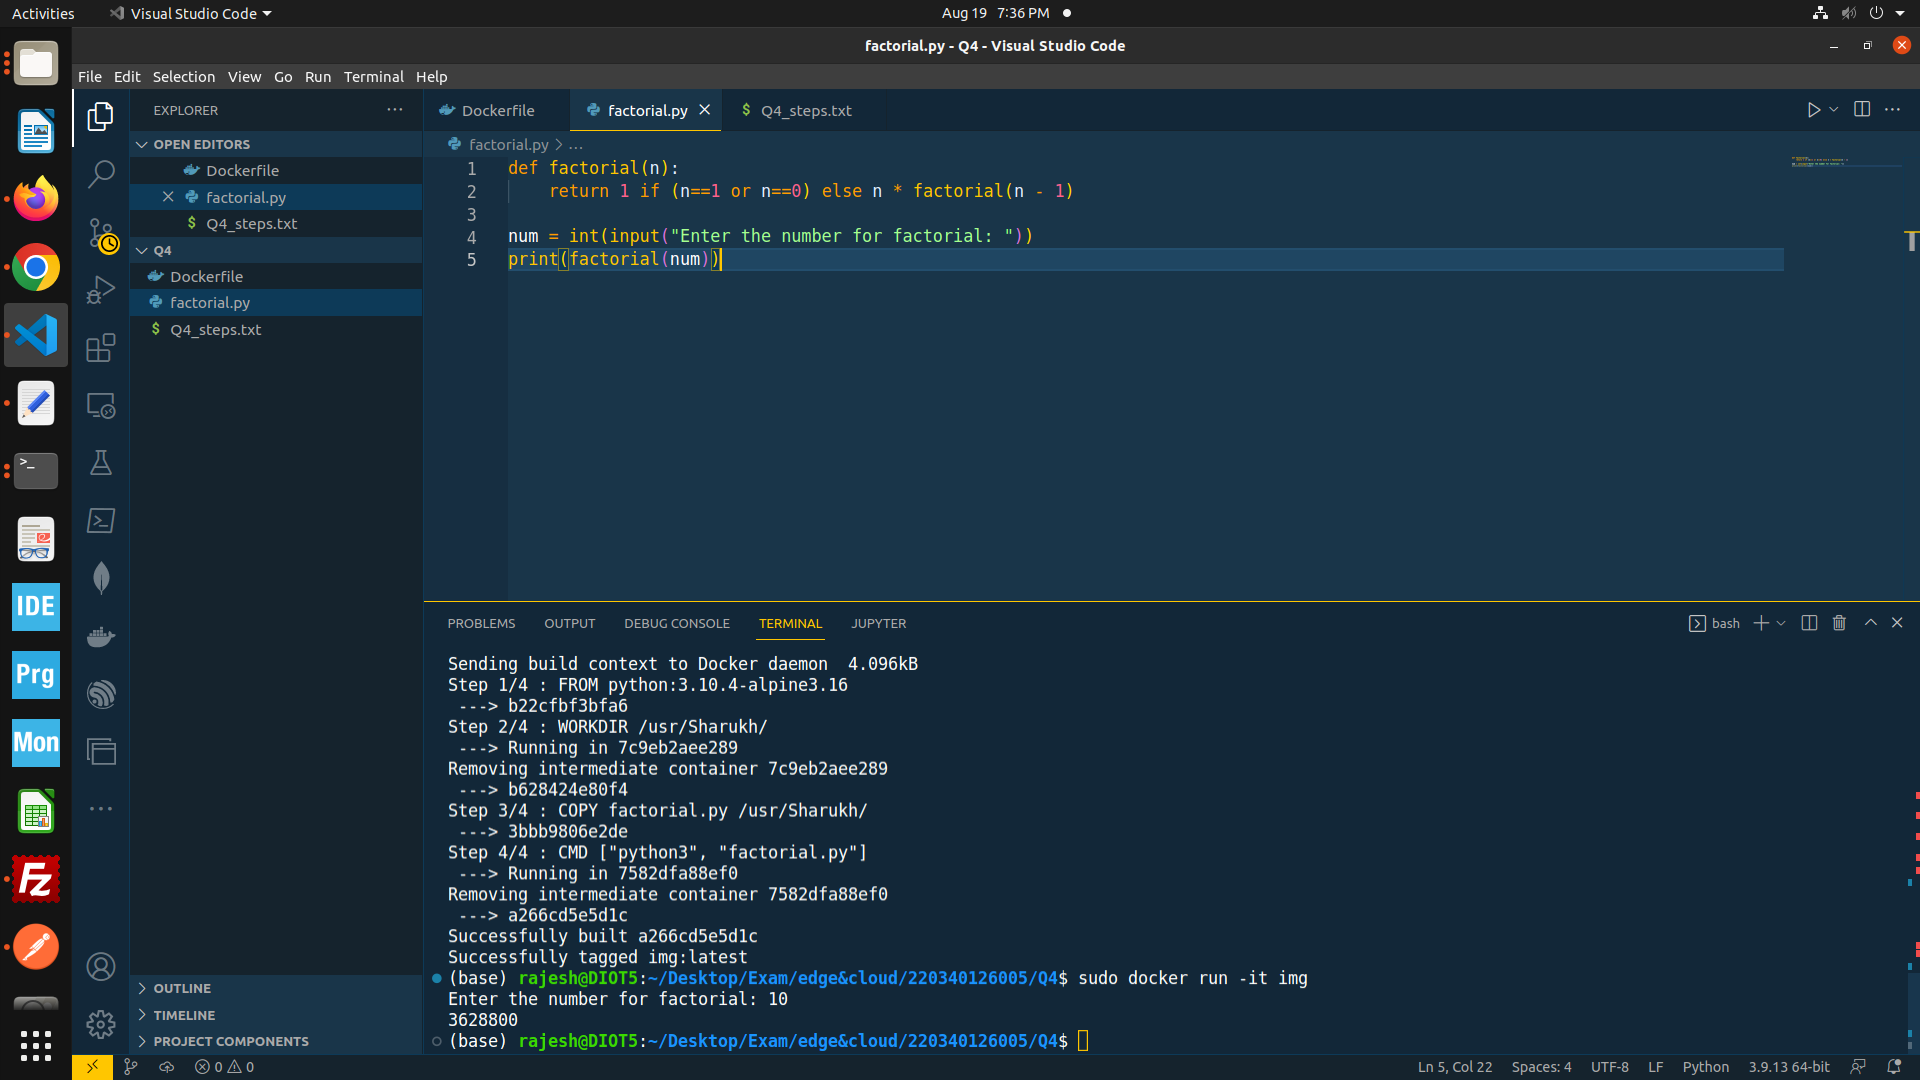 Activities Visual Studio Code Aug 19 7:36 PM
factorial.py - Q4 - Visual Studio Code
File Edit Selection View Go Run Terminal Help
EXPLORER
OPEN EDITORS
Dockerfile
factorial.py
Q4_steps.txt
Q4
Dockerfile
factorial.py
Q4_steps.txt
OUTLINE
TIMELINE
PROJECT COMPONENTS
IDE
Prg
Mon
Fz
Dockerfile factorial.py Q4_steps.txt
factorial.py > ...
1 def factorial(n):
2     return 1 if (n==1 or n==0) else n * factorial(n - 1)
3
4 num = int(input("Enter the number for factorial: "))
5 print(factorial(num))
PROBLEMS OUTPUT DEBUG CONSOLE TERMINAL JUPYTER bash
Sending build context to Docker daemon  4.096kB
Step 1/4 : FROM python:3.10.4-alpine3.16
 ---> b22cfbf3bfa6
Step 2/4 : WORKDIR /usr/Sharukh/
 ---> Running in 7c9eb2aee289
Removing intermediate container 7c9eb2aee289
 ---> b628424e80f4
Step 3/4 : COPY factorial.py /usr/Sharukh/
 ---> 3bbb9806e2de
Step 4/4 : CMD ["python3", "factorial.py"]
 ---> Running in 7582dfa88ef0
Removing intermediate container 7582dfa88ef0
 ---> a266cd5e5d1c
Successfully built a266cd5e5d1c
Successfully tagged img:latest
(base) rajesh@DIOT5:~/Desktop/Exam/edge&cloud/220340126005/Q4$ sudo docker run -it img
Enter the number for factorial: 10
3628800
(base) rajesh@DIOT5:~/Desktop/Exam/edge&cloud/220340126005/Q4$
0 0 Ln 5, Col 22 Spaces: 4 UTF-8 LF Python 3.9.13 64-bit